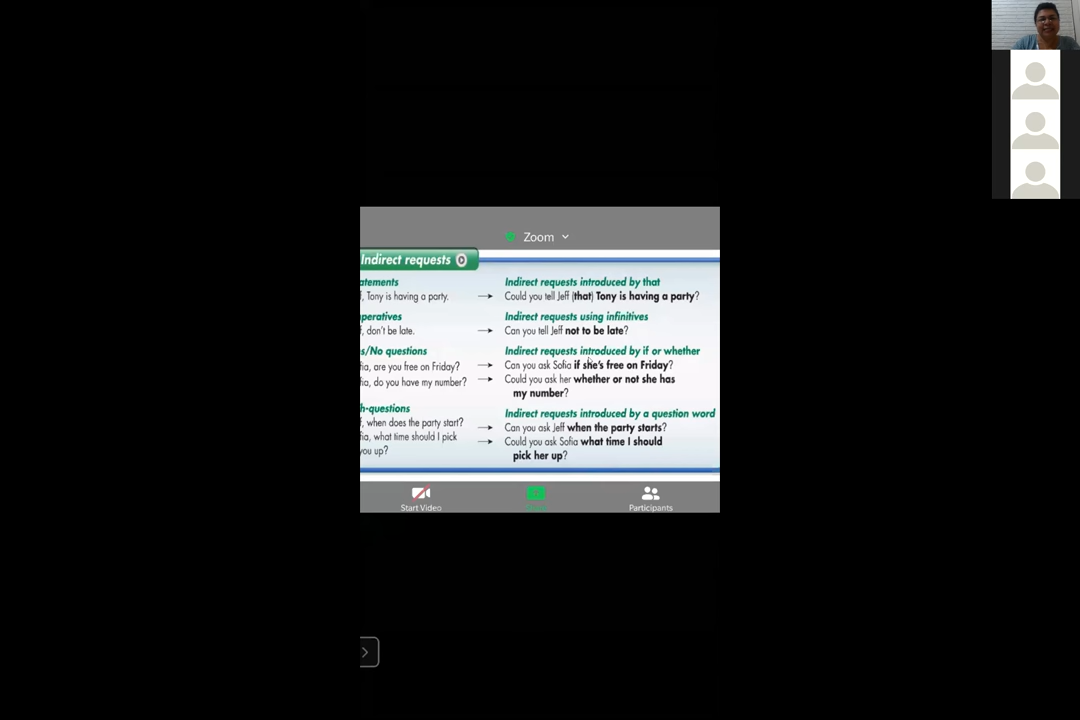 Zoom
Indirect requests
atements
Indirect requests introduced by that
f, Tony is having a party.
Could you tell Jeff (that) Tony is having a party?
peratives
Indirect requests using infinitives
f, don't be late.
Can you tell Jeff not to be late?
s/No questions
Indirect requests introduced by if or whether
fia, are you free on Friday?
Can you ask Sofia if she's free on Friday?
fia, do you have my number?
Could you ask her whether or not she has
my number?
h-questions
Indirect requests introduced by a question word
f, when does the party start?
Can you ask Jeff when the party starts?
fia, what time should I pick
Could you ask Sofia what time I should
you up?
pick her up?
Start Video
Participants